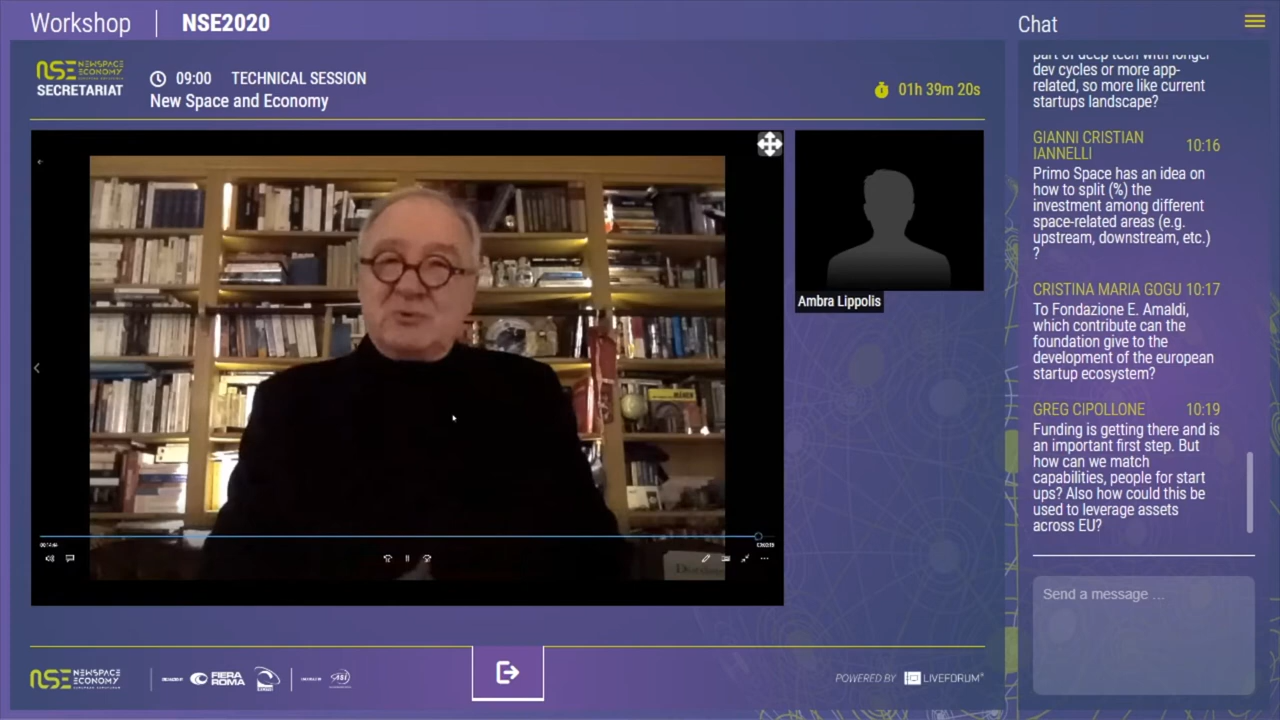 Workshop
NSE2020
NSE NEWSPACE
ECONOMY
SECRETARIAT
09:00 TECHNICAL SESSION
New Space and Economy
01h 39m 20s
Ambra Lippolis
NSE NEWSPACE
ECONOMY
FIERA
ROMA
POWERED BY LIVEFORUM
Chat
part of deep tech with longer
dev cycles or more app-
related, so more like current
startups landscape?
GIANNI CRISTIAN
IANNELLI
10:16
Primo Space has an idea on
how to split (%) the
investment among different
space-related areas (e.g.
upstream, downstream, etc.)
?
CRISTINA MARIA GOGU 10:17
To Fondazione E. Amaldi,
which contribute can the
foundation give to the
development of the european
startup ecosystem?
GREG CIPOLLONE 10:19
Funding is getting there and is
an important first step. But
how can we match
capabilities, people for start
ups? Also how could this be
used to leverage assets
across EU?
Send a message ...